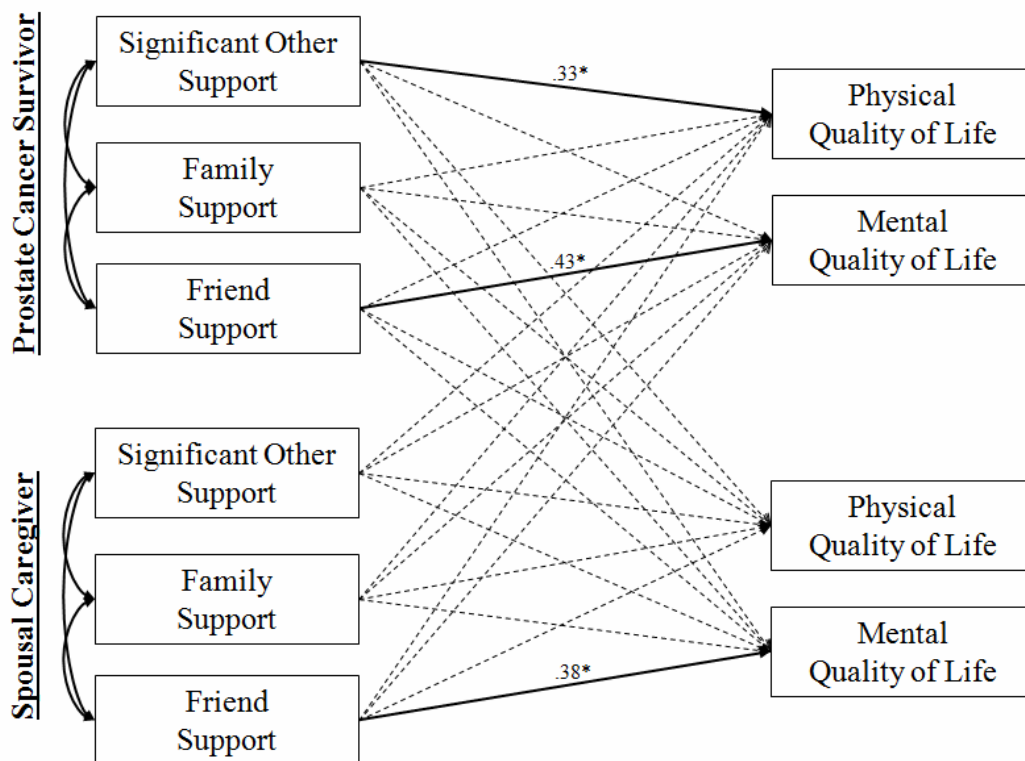 Prostate Cancer Survivor
Significant Other
Support
Family
Support
Friend
Support
.33*
.43*
Physical
Quality of Life
Mental
Quality of Life
Spousal Caregiver
Significant Other
Support
Family
Support
Friend
Support
.38*
Physical
Quality of Life
Mental
Quality of Life